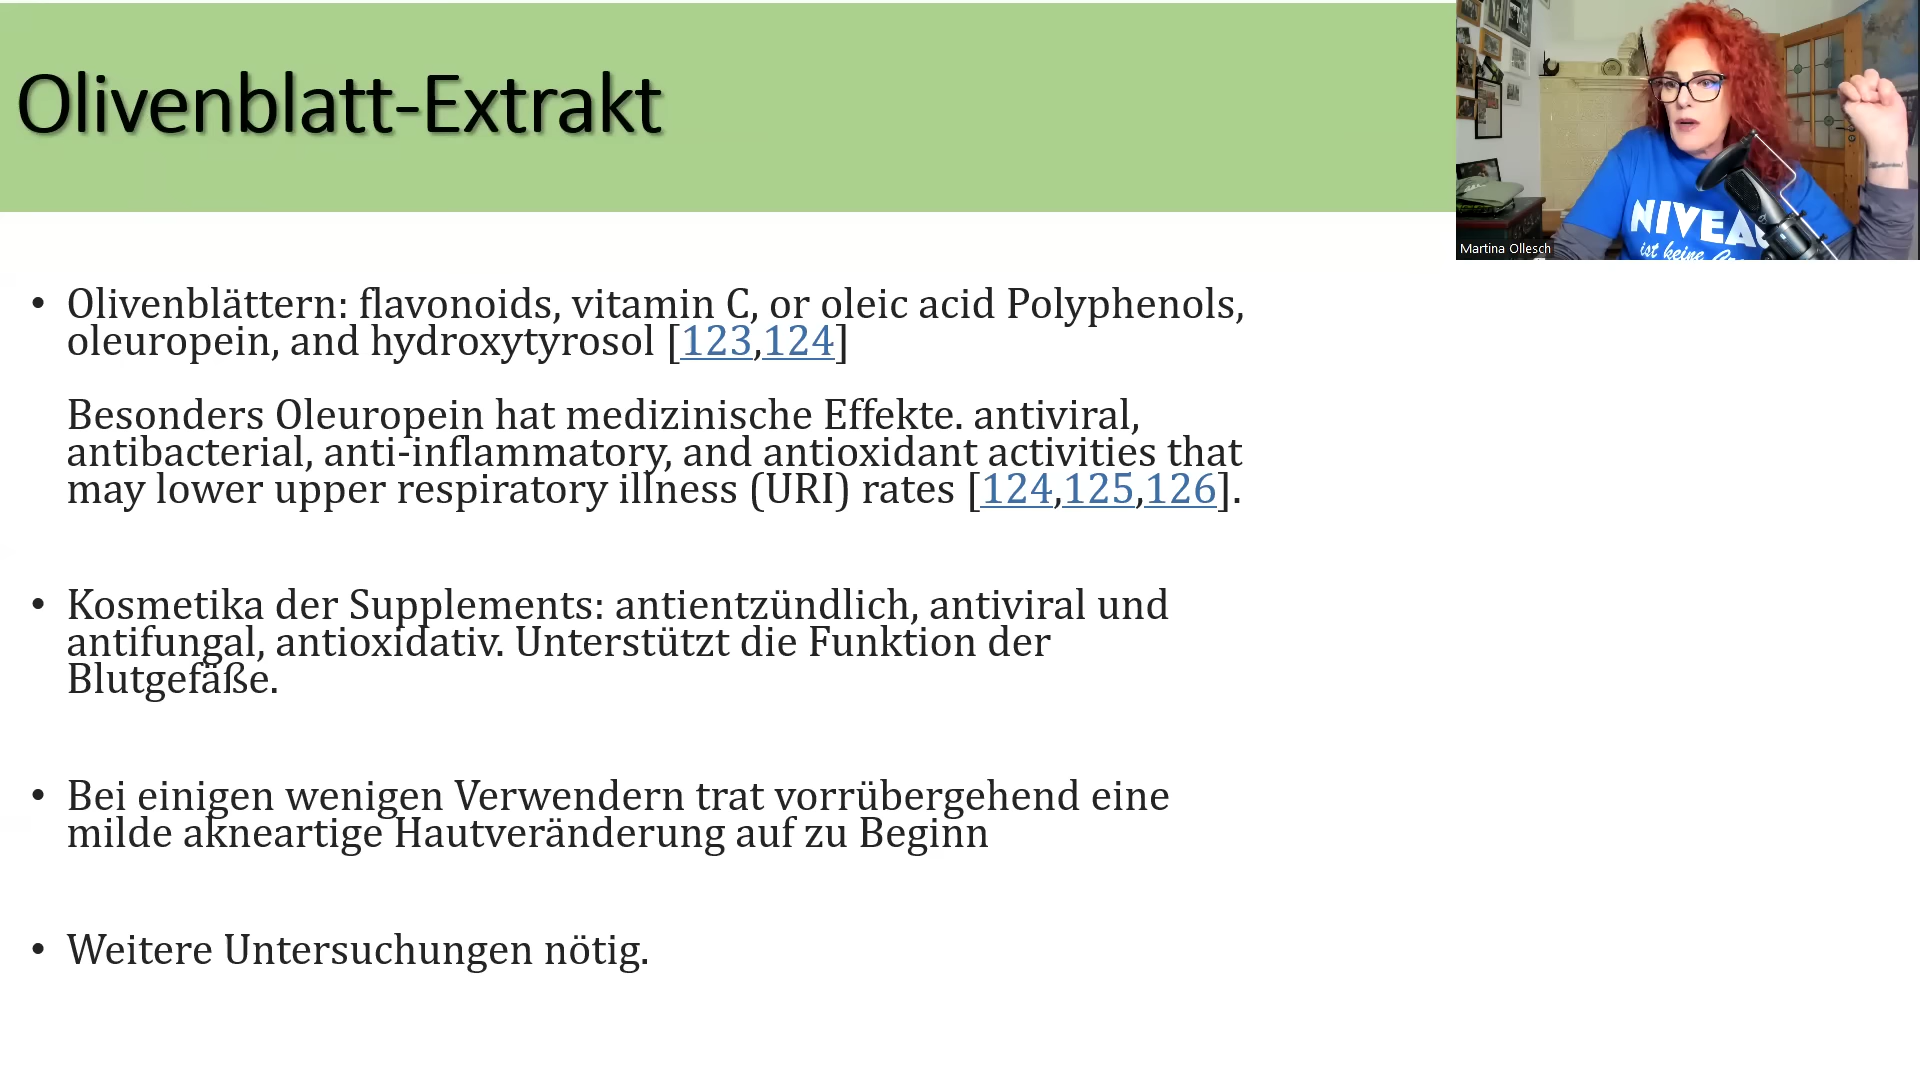 Olivenblatt-Extrakt
Martina Ollesch
NIVEA
ist keine
• Olivenblättern: flavonoids, vitamin C, or oleic acid Polyphenols,
oleuropein, and hydroxytyrosol [123,124]
Besonders Oleuropein hat medizinische Effekte. antiviral,
antibacterial, anti-inflammatory, and antioxidant activities that
may lower upper respiratory illness (URI) rates [124,125,126].
• Kosmetika der Supplements: antientzündlich, antiviral und
antifungal, antioxidativ. Unterstützt die Funktion der
Blutgefäße.
• Bei einigen wenigen Verwendern trat vorrübergehend eine
milde akneartige Hautveränderung auf zu Beginn
• Weitere Untersuchungen nötig.